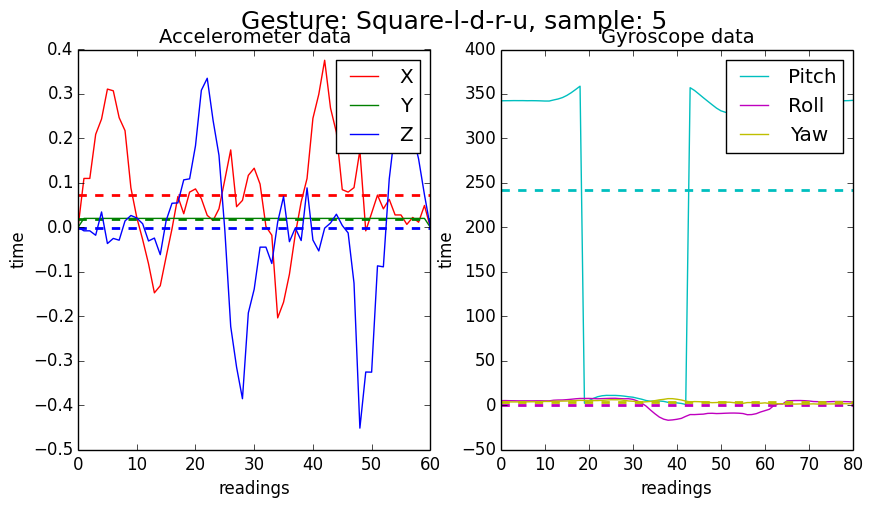 Gesture: Square-l-d-r-u, sample: 5
Accelerometer data
0.4
0.3
0.2
0.1
0.0
−0.1
−0.2
−0.3
−0.4
−0.5
time
0 10 20 30 40 50 60
readings
X
Y
Z
Gyroscope data
400
350
300
250
200
150
100
50
0
−50
time
0 10 20 30 40 50 60 70 80
readings
Pitch
Roll
Yaw